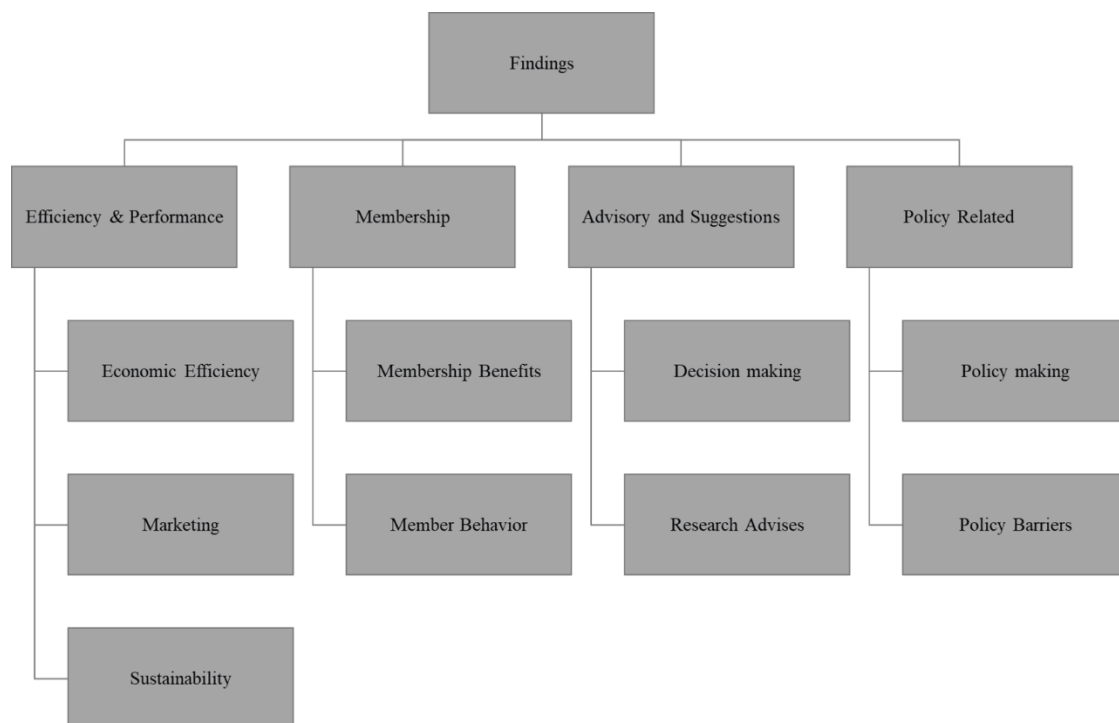 Findings
Efficiency & Performance
Membership
Advisory and Suggestions
Policy Related
Economic Efficiency
Membership Benefits
Decision making
Policy making
Marketing
Member Behavior
Research Advises
Policy Barriers
Sustainability